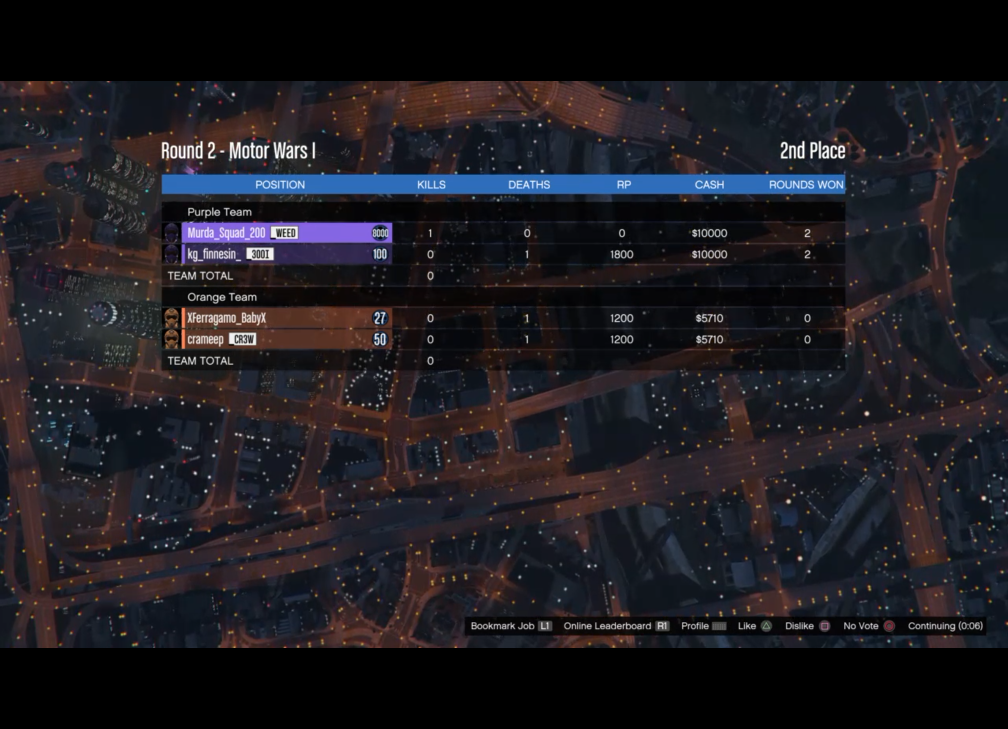 Round 2 - Motor Wars I 2nd Place
POSITION KILLS DEATHS RP CASH ROUNDS WON
Purple Team
Murda_Squad_200 _WEED 8000 1 0 0 $10000 2
kg_finnesin_ 300I 100 0 1 1800 $10000 2
TEAM TOTAL 0
Orange Team
XFerragamo_BabyX 27 0 1 1200 $5710 0
crameep _CR3W 50 0 1 1200 $5710 0
TEAM TOTAL 0
Bookmark Job L1 Online Leaderboard R1 Profile Like Dislike No Vote Continuing (0:06)